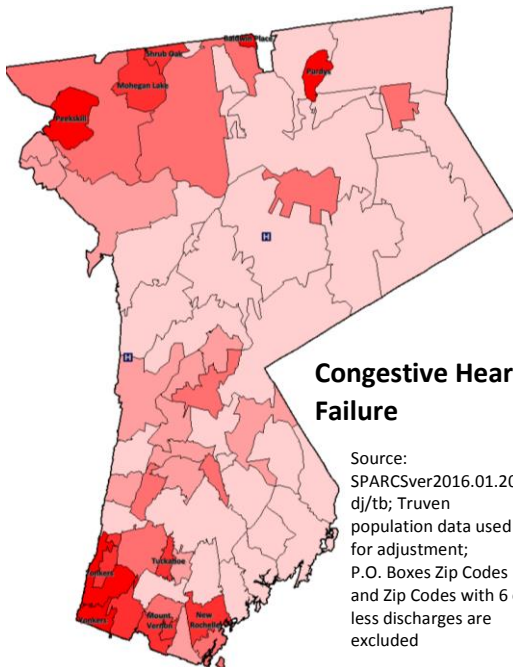 Baldwin Place
Shrub Oak
Mohegan Lake
Purdys
Peekskill
H
H
Congestive Hear
Failure
Source:
SPARCSver2016.01.20
dj/tb; Truven
population data used
for adjustment;
P.O. Boxes Zip Codes
and Zip Codes with 6 o
less discharges are
excluded
Tuckahoe
Yonkers
Yonkers
Mount
Vernon
New
Rochelle